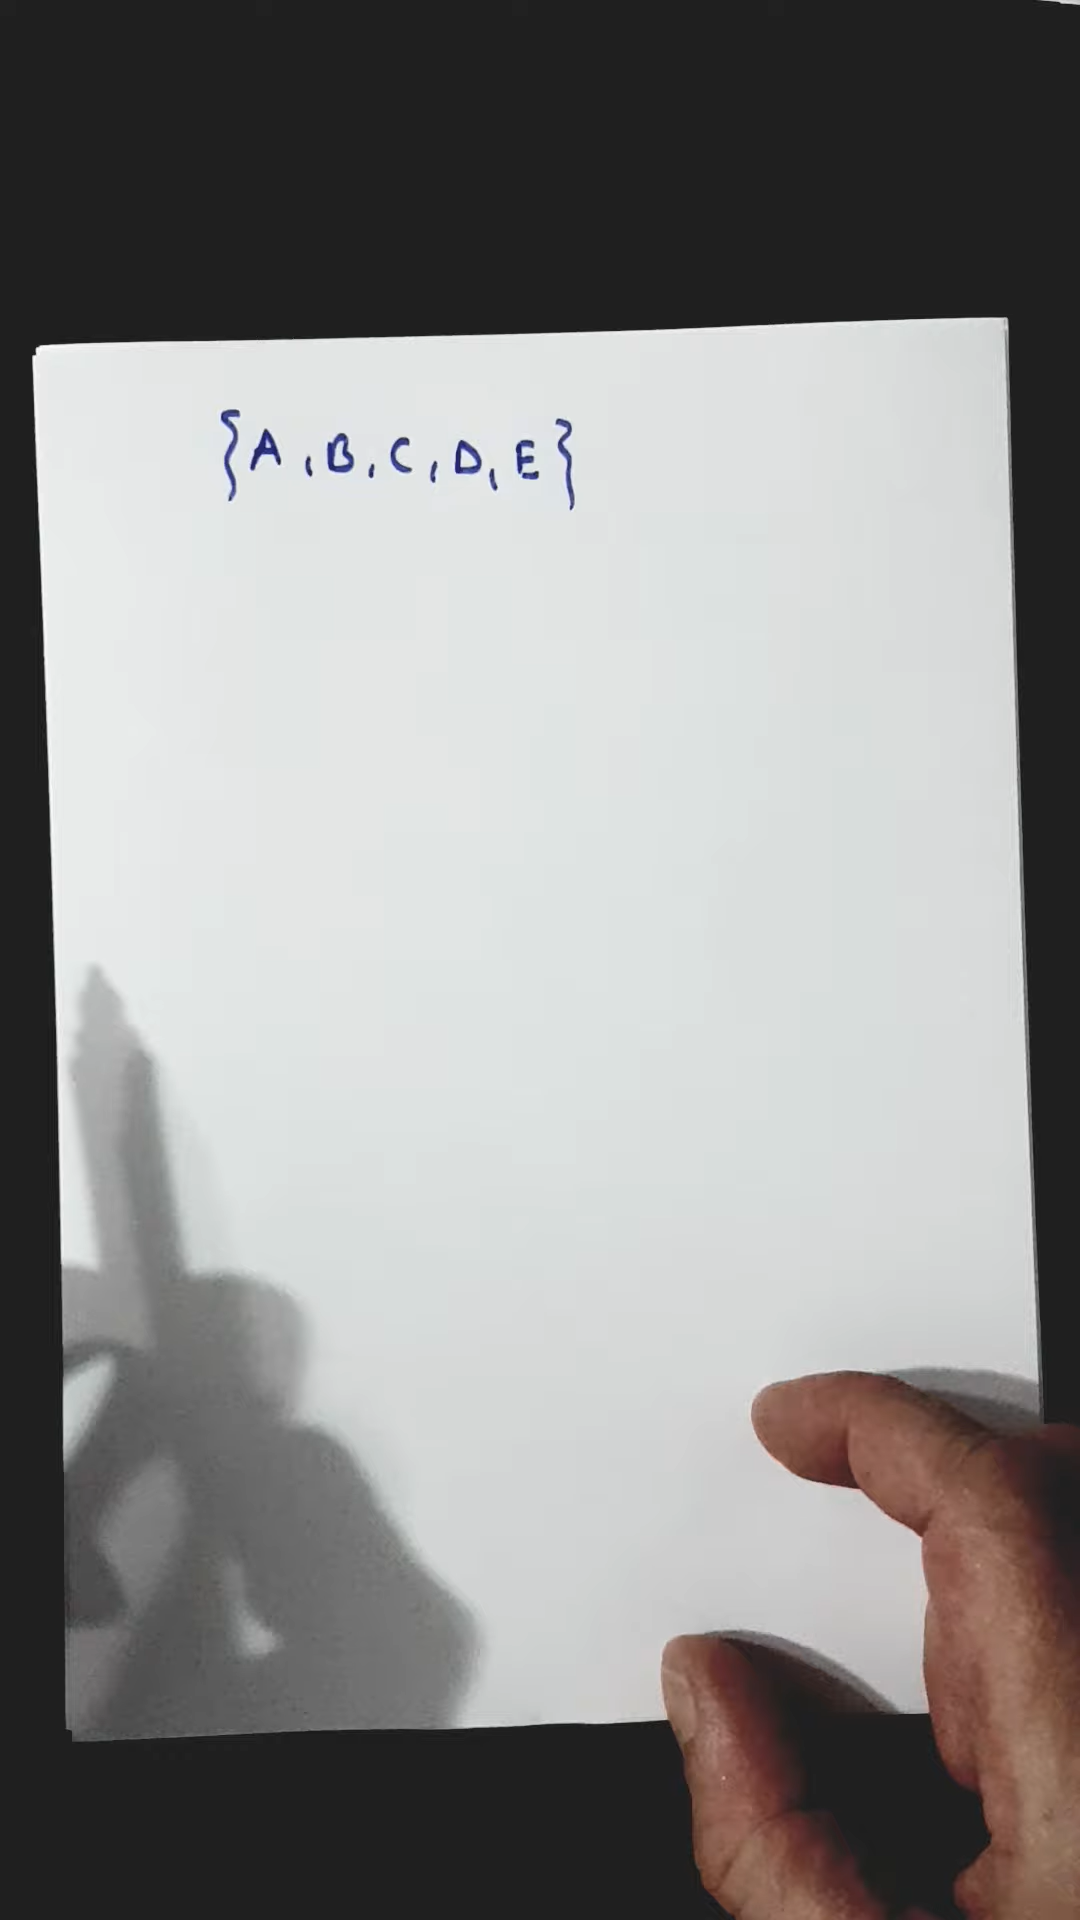 {A, B, C, D, E}